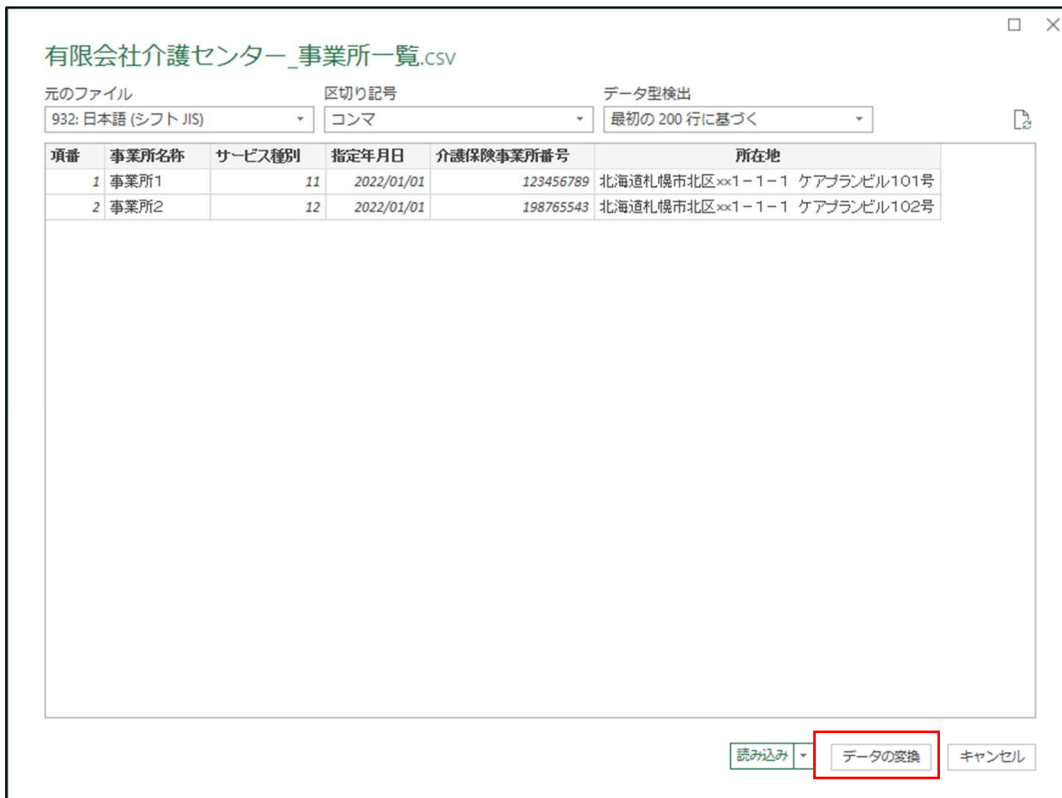 有限会社介護センター_事業所一覧.csv
元のファイル 区切り記号 データ型検出
932: 日本語 (シフト JIS) コンマ 最初の 200 行に基づく
項番 事業所名称 サービス種別 指定年月日 介護保険事業所番号 所在地
1 事業所1 11 2022/01/01 123456789 北海道札幌市北区××1-1-1 ケアプランビル101号
2 事業所2 12 2022/01/01 198765543 北海道札幌市北区××1-1-1 ケアプランビル102号
読み込み データの変換 キャンセル